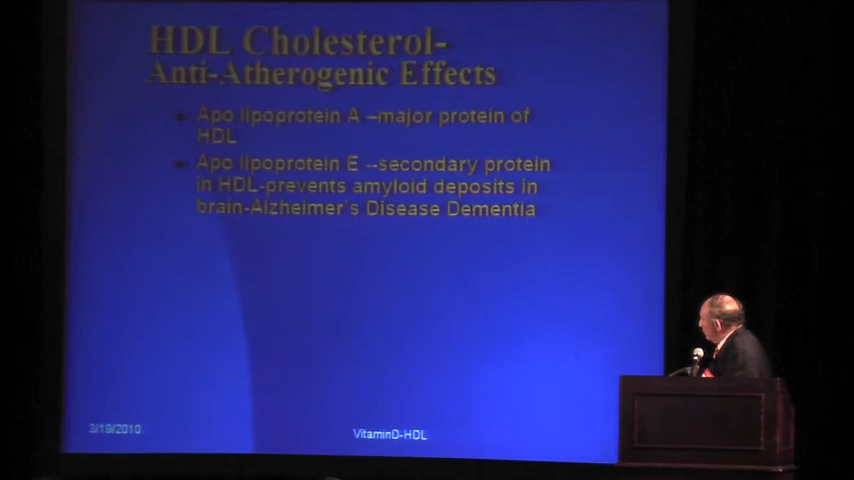 HDL Cholesterol-
Anti-Atherogenic Effects
Apo lipoprotein A –major protein of
HDL
Apo lipoprotein E --secondary protein
in HDL-prevents amyloid deposits in
brain-Alzheimer's Disease Dementia
3/19/2010
VitaminD-HDL